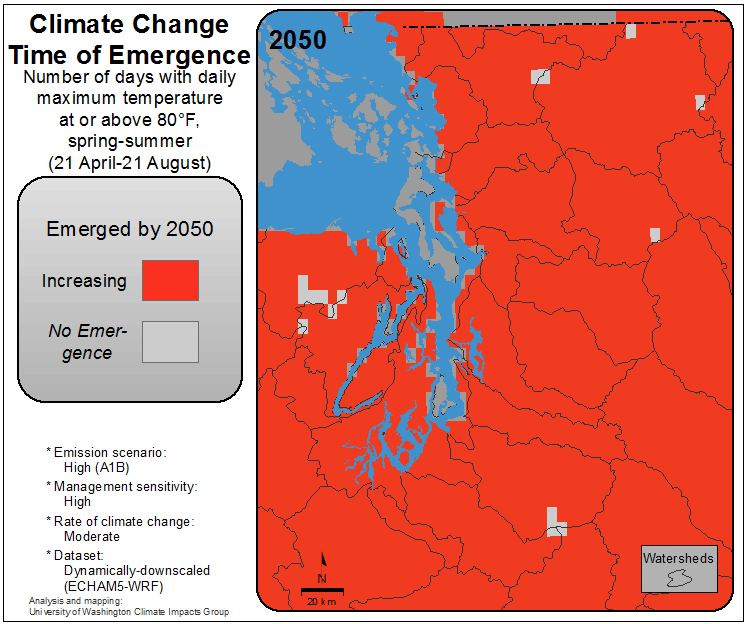 Climate Change
Time of Emergence
Number of days with daily
maximum temperature
at or above 80°F,
spring-summer
(21 April-21 August)
Emerged by 2050
Increasing
No Emer-
gence
* Emission scenario:
High (A1B)
* Management sensitivity:
High
* Rate of climate change:
Moderate
* Dataset:
Dynamically-downscaled
(ECHAM5-WRF)
Analysis and mapping:
University of Washington Climate Impacts Group
2050
N
20 km
Watersheds